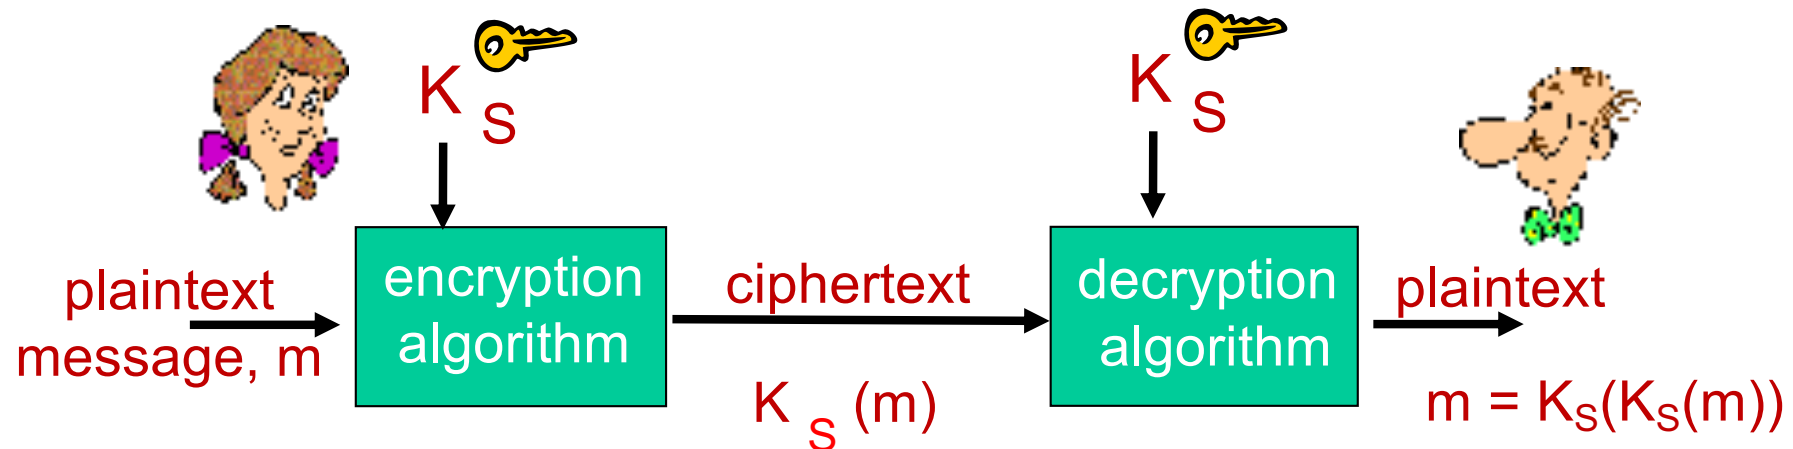 K S
K S
plaintext
message, m
encryption
algorithm
ciphertext
K S (m)
decryption
algorithm
plaintext
m = KS(KS(m))